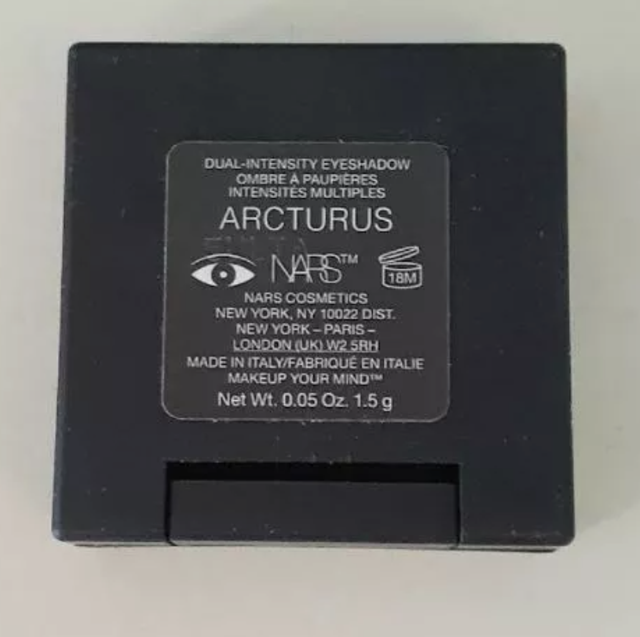 DUAL-INTENSITY EYESHADOW
OMBRE À PAUPIÈRES
INTENSITÉS MULTIPLES
ARCTURUS
NARS™
18M
NARS COSMETICS
NEW YORK, NY 10022 DIST.
NEW YORK – PARIS –
LONDON (UK) W2 5RH
MADE IN ITALY/FABRIQUÉ EN ITALIE
MAKEUP YOUR MIND™
Net Wt. 0.05 Oz. 1.5 g